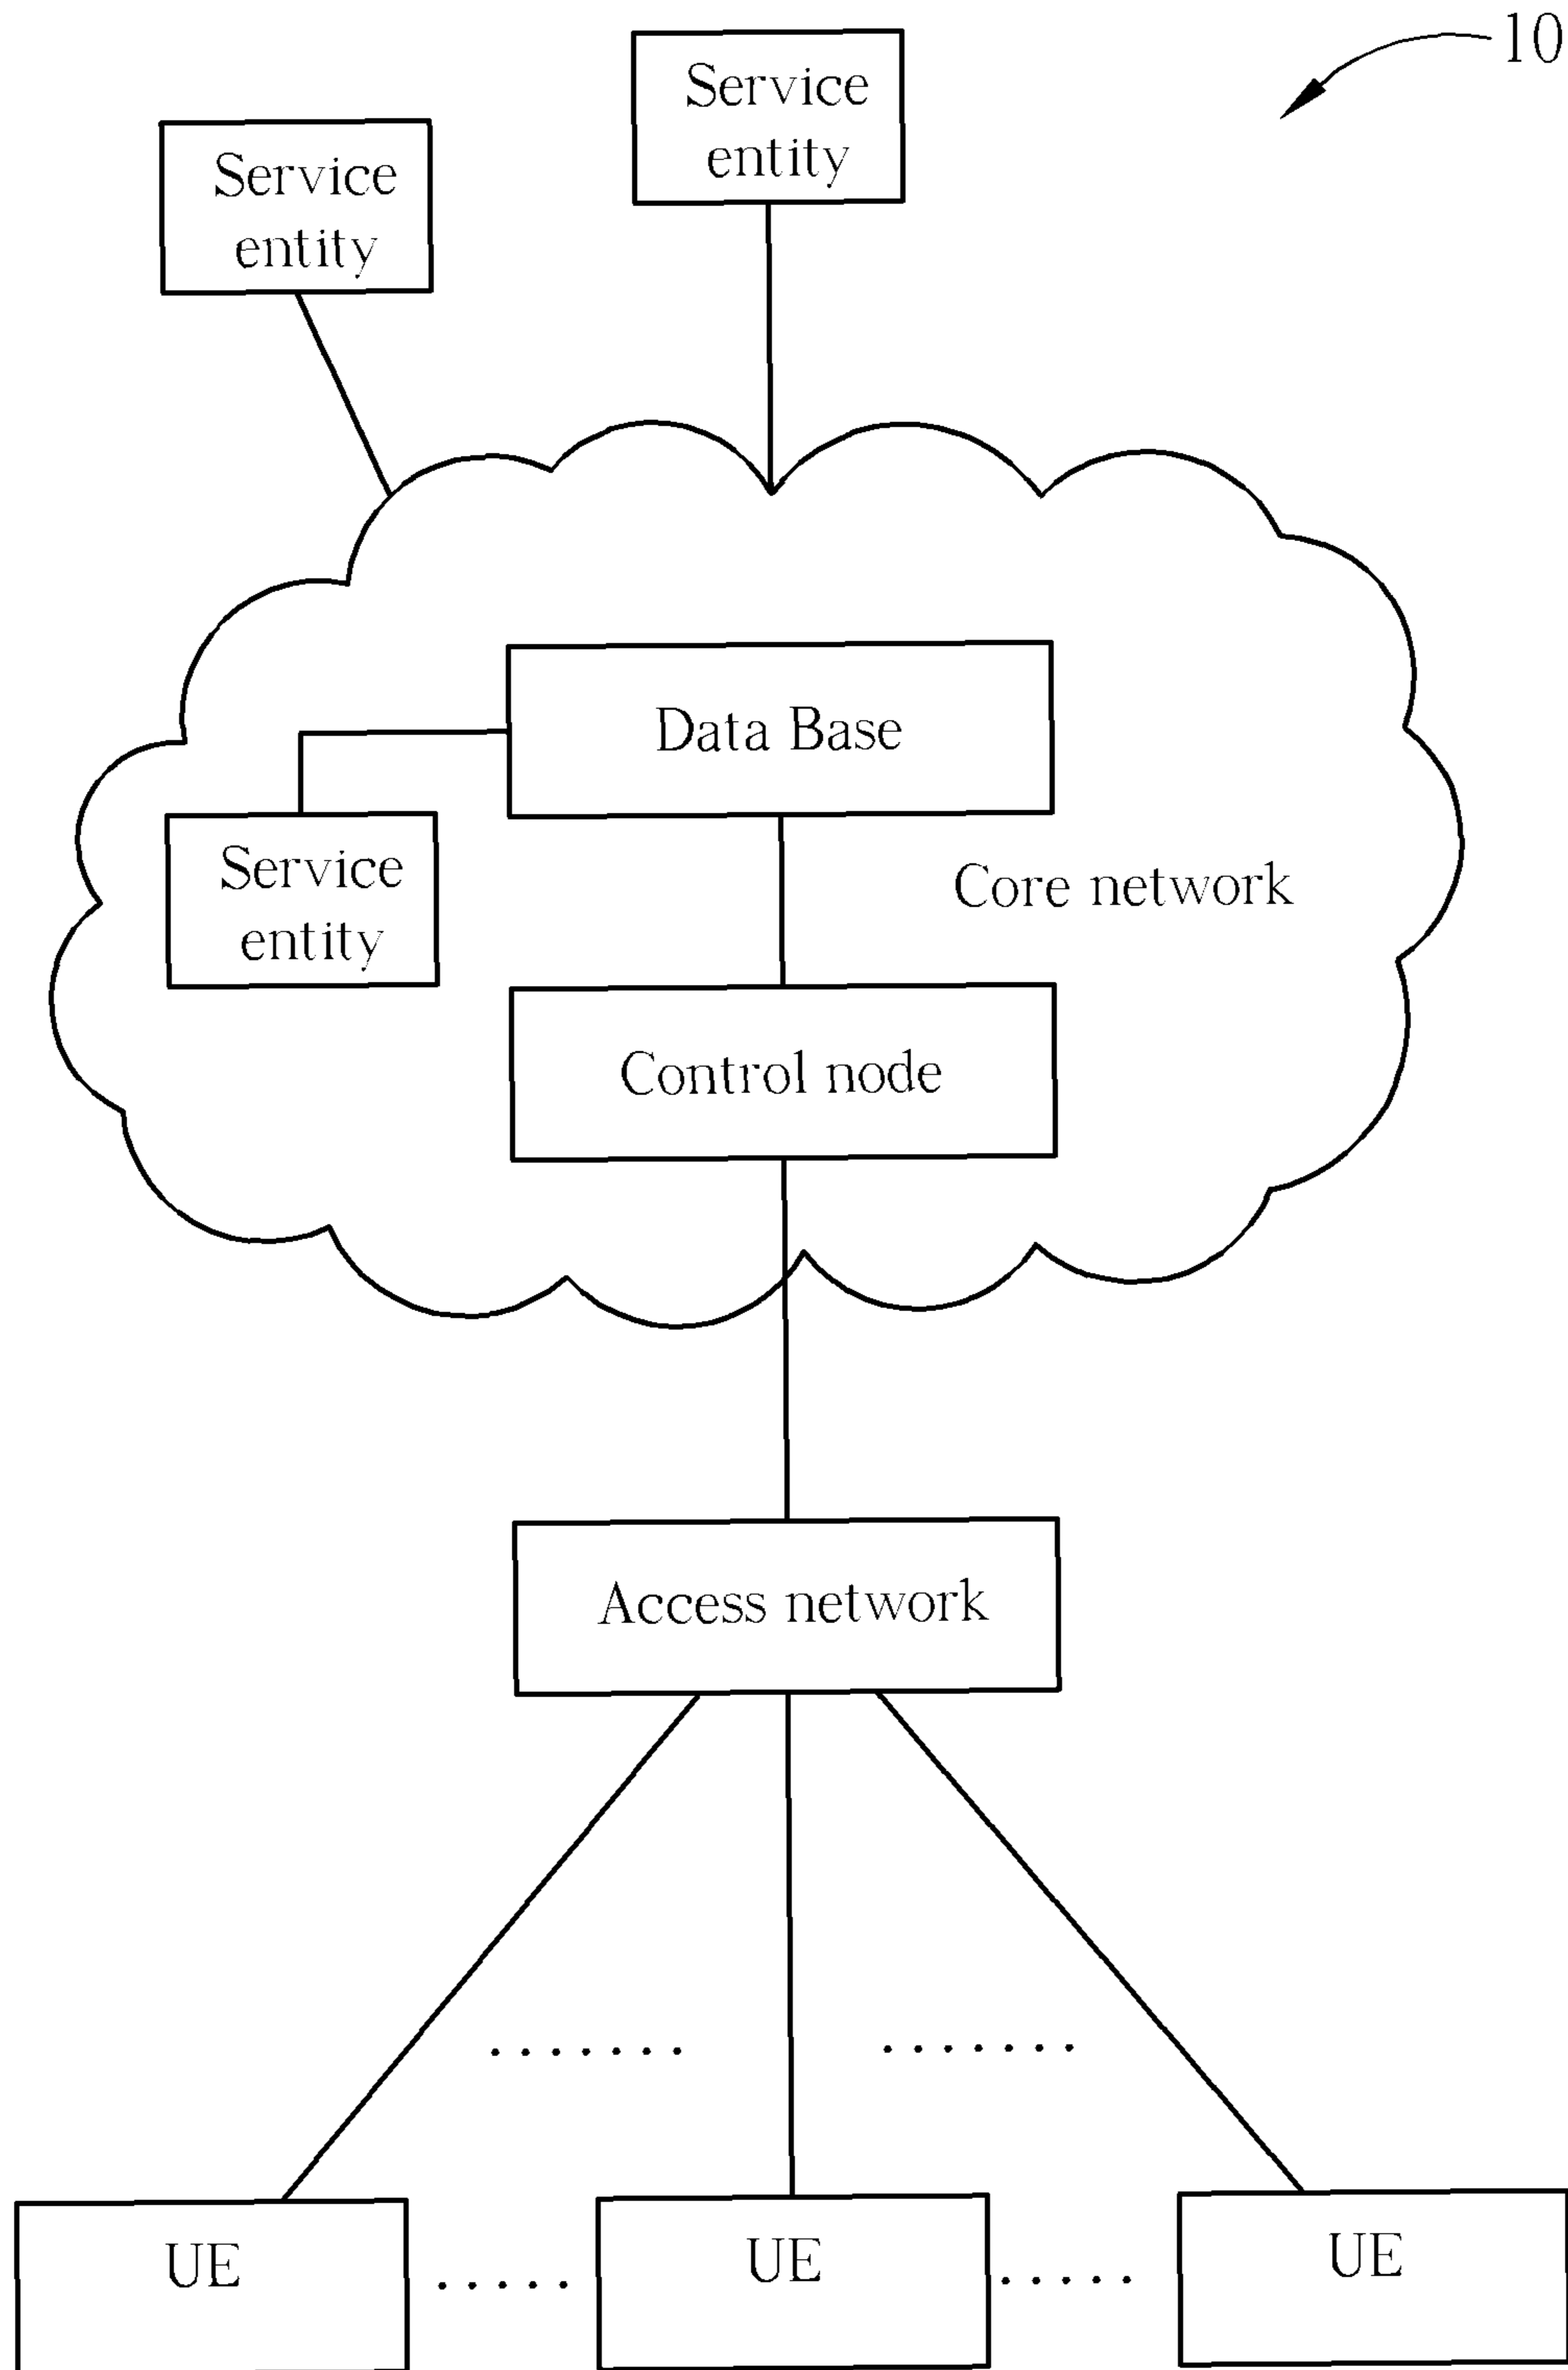 10
Service
entity
Service
entity
Data Base
Service
entity
Core network
Control node
Access network
UE
UE
UE